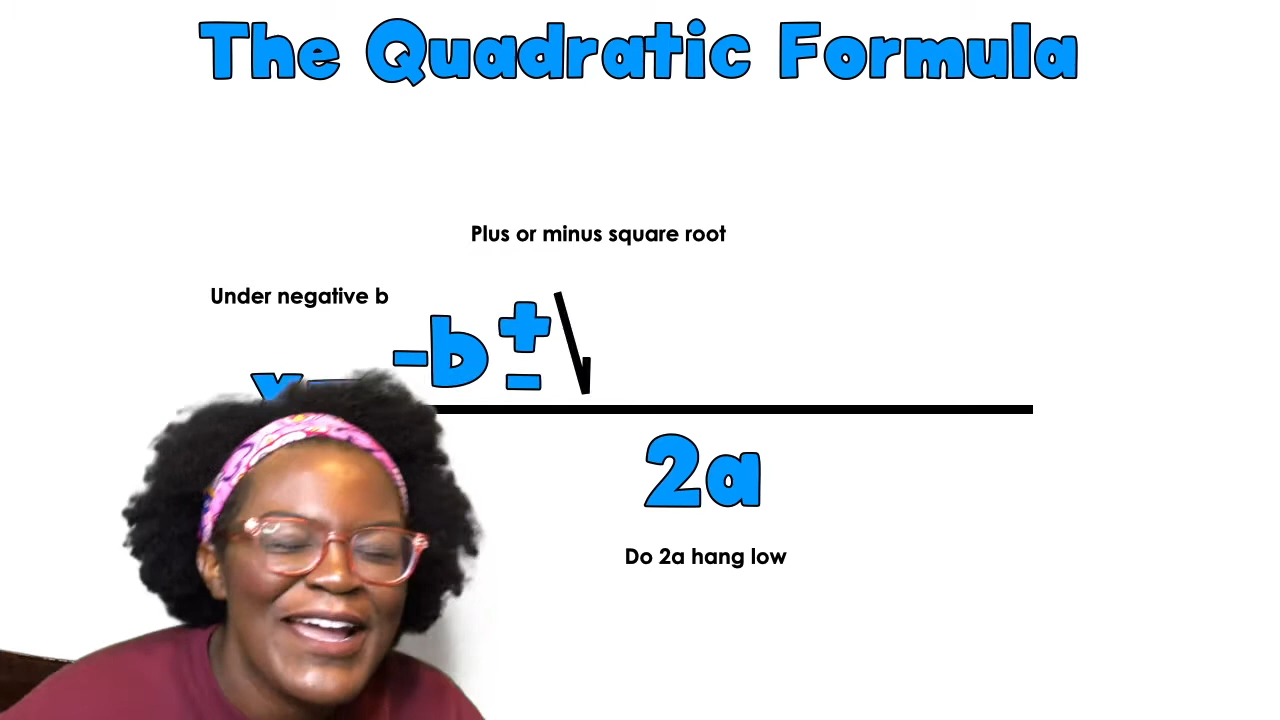 The Quadratic Formula
Plus or minus square root
Under negative b
x= -b ± √
2a
Do 2a hang low